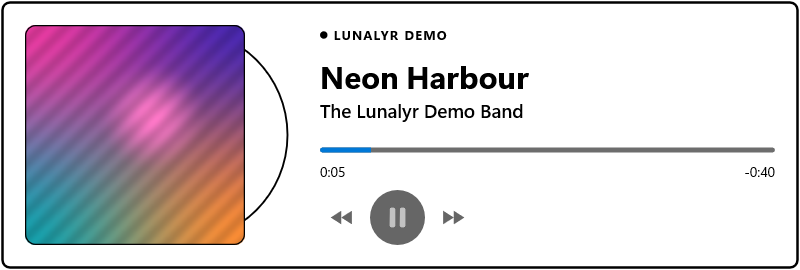 LUNALYR DEMO
Neon Harbour
The Lunalyr Demo Band
0:05
-0:40